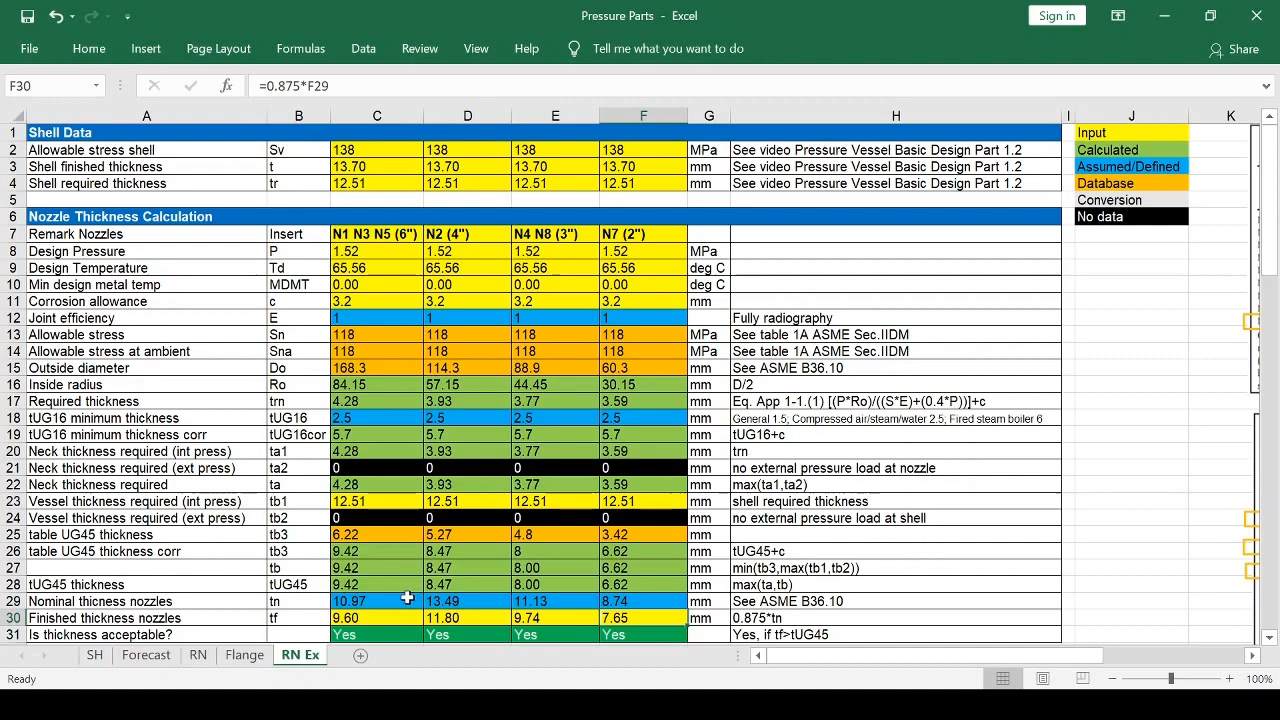 Pressure Parts - Excel
Sign in
File Home Insert Page Layout Formulas Data Review View Help Tell me what you want to do Share
F30 fx =0.875*F29
A B C D E F G H I J K
1 Shell Data Input
2 Allowable stress shell Sv 138 138 138 138 MPa See video Pressure Vessel Basic Design Part 1.2 Calculated
3 Shell finished thickness t 13.70 13.70 13.70 13.70 mm See video Pressure Vessel Basic Design Part 1.2 Assumed/Defined
4 Shell required thickness tr 12.51 12.51 12.51 12.51 mm See video Pressure Vessel Basic Design Part 1.2 Database
5 Conversion
6 Nozzle Thickness Calculation No data
7 Remark Nozzles Insert N1 N3 N5 (6") N2 (4") N4 N8 (3") N7 (2")
8 Design Pressure P 1.52 1.52 1.52 1.52 MPa
9 Design Temperature Td 65.56 65.56 65.56 65.56 deg C
10 Min design metal temp MDMT 0.00 0.00 0.00 0.00 deg C
11 Corrosion allowance c 3.2 3.2 3.2 3.2 mm
12 Joint efficiency E 1 1 1 1 Fully radiography
13 Allowable stress Sn 118 118 118 118 MPa See table 1A ASME Sec.IIDM
14 Allowable stress at ambient Sna 118 118 118 118 MPa See table 1A ASME Sec.IIDM
15 Outside diameter Do 168.3 114.3 88.9 60.3 mm See ASME B36.10
16 Inside radius Ro 84.15 57.15 44.45 30.15 mm D/2
17 Required thickness trn 4.28 3.93 3.77 3.59 mm Eq. App 1-1.(1) [(P*Ro)/((S*E)+(0.4*P))]+c
18 tUG16 minimum thickness tUG16 2.5 2.5 2.5 2.5 mm General 1.5; Compressed air/steam/water 2.5; Fired steam boiler 6
19 tUG16 minimum thickness corr tUG16cor 5.7 5.7 5.7 5.7 mm tUG16+c
20 Neck thickness required (int press) ta1 4.28 3.93 3.77 3.59 mm trn
21 Neck thickness required (ext press) ta2 0 0 0 0 mm no external pressure load at nozzle
22 Neck thickness required ta 4.28 3.93 3.77 3.59 mm max(ta1,ta2)
23 Vessel thickness required (int press) tb1 12.51 12.51 12.51 12.51 mm shell required thickness
24 Vessel thickness required (ext press) tb2 0 0 0 0 mm no external pressure load at shell
25 table UG45 thickness tb3 6.22 5.27 4.8 3.42 mm
26 table UG45 thickness corr tb3 9.42 8.47 8 6.62 mm tUG45+c
27 tb 9.42 8.47 8.00 6.62 mm min(tb3,max(tb1,tb2))
28 tUG45 thickness tUG45 9.42 8.47 8.00 6.62 mm max(ta,tb)
29 Nominal thicness nozzles tn 10.97 13.49 11.13 8.74 mm See ASME B36.10
30 Finished thickness nozzles tf 9.60 11.80 9.74 7.65 mm 0.875*tn
31 Is thickness acceptable? Yes Yes Yes Yes Yes, if tf>tUG45
SH Forecast RN Flange RN Ex
Ready 100%